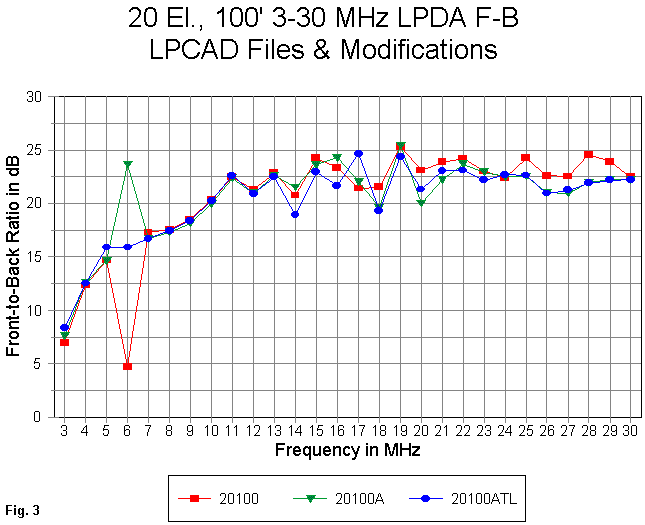 20 El., 100' 3-30 MHz LPDA F-B
LPCAD Files & Modifications
Front-to-Back Ratio in dB
30
25
20
15
10
5
0
3 4 5 6 7 8 9 10 11 12 13 14 15 16 17 18 19 20 21 22 23 24 25 26 27 28 29 30
Frequency in MHz
20100 20100A 20100ATL
Fig. 3